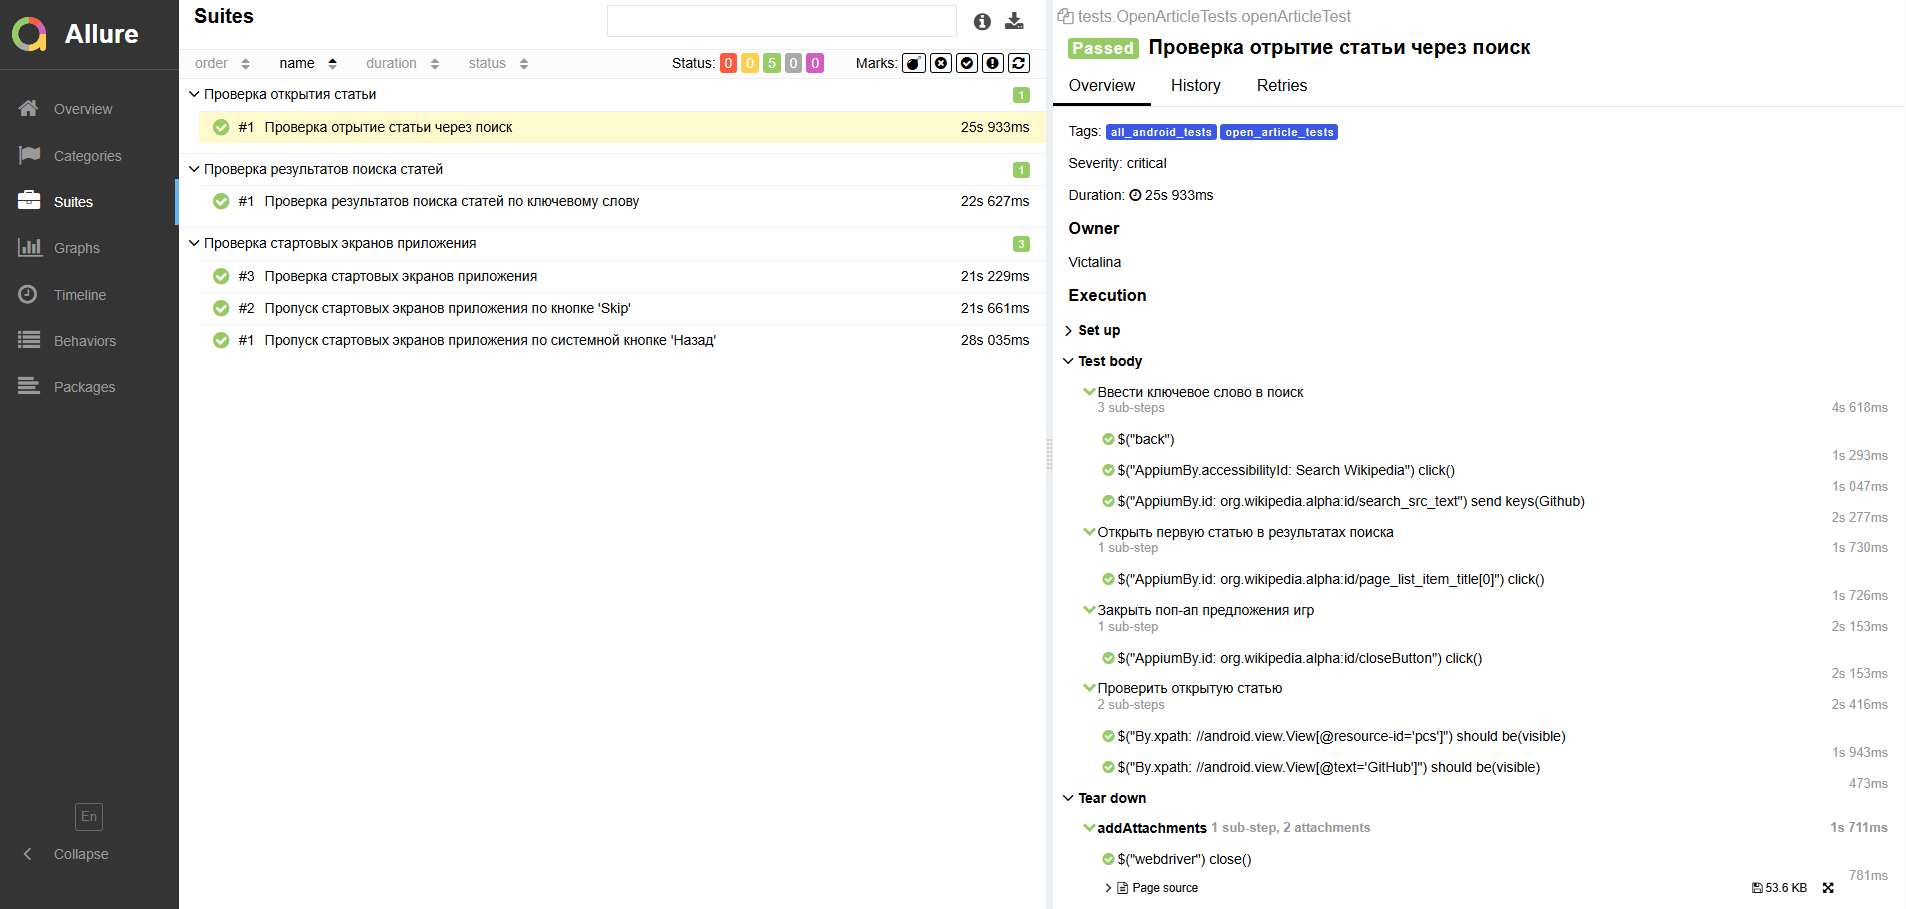 Allure
Overview
Categories
Suites
Graphs
Timeline
Behaviors
Packages
En
Collapse
Suites
order name duration status Status: 0 0 5 0 0 Marks:
Проверка открытия статьи 1
#1 Проверка отрытие статьи через поиск 25s 933ms
Проверка результатов поиска статей 1
#1 Проверка результатов поиска статей по ключевому слову 22s 627ms
Проверка стартовых экранов приложения 3
#3 Проверка стартовых экранов приложения 21s 229ms
#2 Пропуск стартовых экранов приложения по кнопке 'Skip' 21s 661ms
#1 Пропуск стартовых экранов приложения по системной кнопке 'Назад' 28s 035ms
tests.OpenArticleTests.openArticleTest
Passed Проверка отрытие статьи через поиск
Overview History Retries
Tags: all_android_tests open_article_tests
Severity: critical
Duration: 25s 933ms
Owner
Victalina
Execution
Set up
Test body
Ввести ключевое слово в поиск
3 sub-steps 4s 618ms
$("back")
1s 293ms
$("AppiumBy.accessibilityId: Search Wikipedia") click()
1s 047ms
$("AppiumBy.id: org.wikipedia.alpha:id/search_src_text") send keys(Github)
2s 277ms
Открыть первую статью в результатах поиска
1 sub-step 1s 730ms
$("AppiumBy.id: org.wikipedia.alpha:id/page_list_item_title[0]") click()
1s 726ms
Закрыть поп-ап предложения игр
1 sub-step 2s 153ms
$("AppiumBy.id: org.wikipedia.alpha:id/closeButton") click()
2s 153ms
Проверить открытую статью
2 sub-steps 2s 416ms
$("By.xpath: //android.view.View[@resource-id='pcs']") should be(visible)
1s 943ms
$("By.xpath: //android.view.View[@text='GitHub']") should be(visible)
473ms
Tear down
addAttachments 1 sub-step, 2 attachments 1s 711ms
$("webdriver") close()
781ms
Page source 53.6 KB